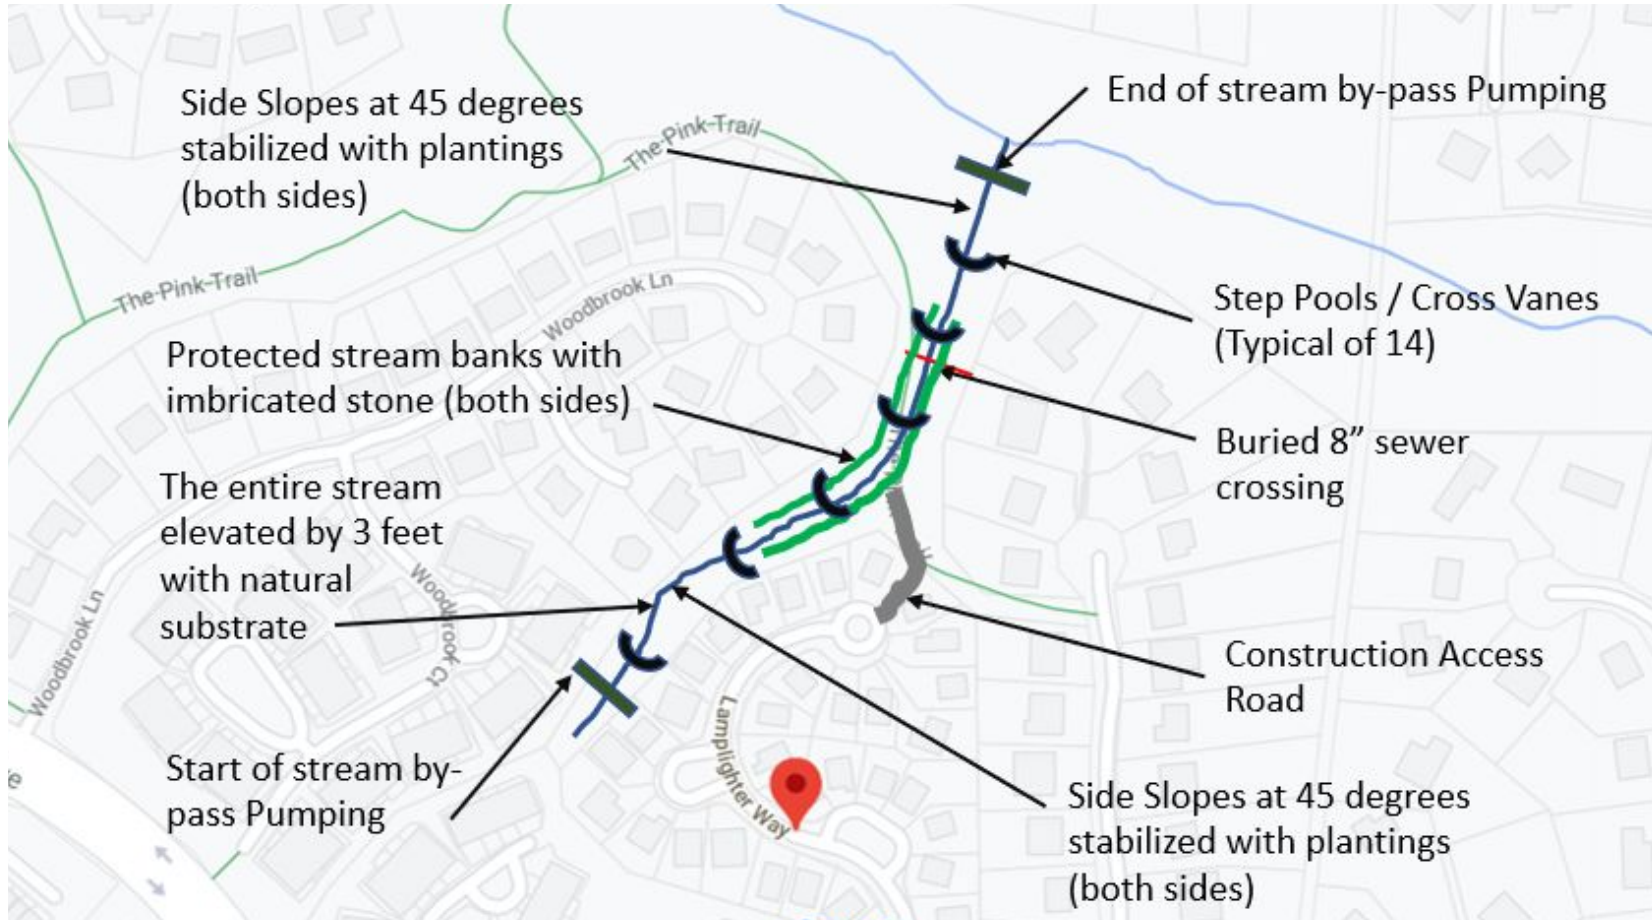 Side Slopes at 45 degrees
stabilized with plantings
(both sides)
The Pink Trail
End of stream by-pass Pumping
The Pink Trail
Woodbrook Ln
Step Pools / Cross Vanes
(Typical of 14)
Protected stream banks with
imbricated stone (both sides)
Buried 8” sewer
crossing
The entire stream
elevated by 3 feet
with natural
substrate
Woodbrook Ct
Woodbrook Ln
Construction Access
Road
Lamplighter Way
Start of stream by-
pass Pumping
Side Slopes at 45 degrees
stabilized with plantings
(both sides)